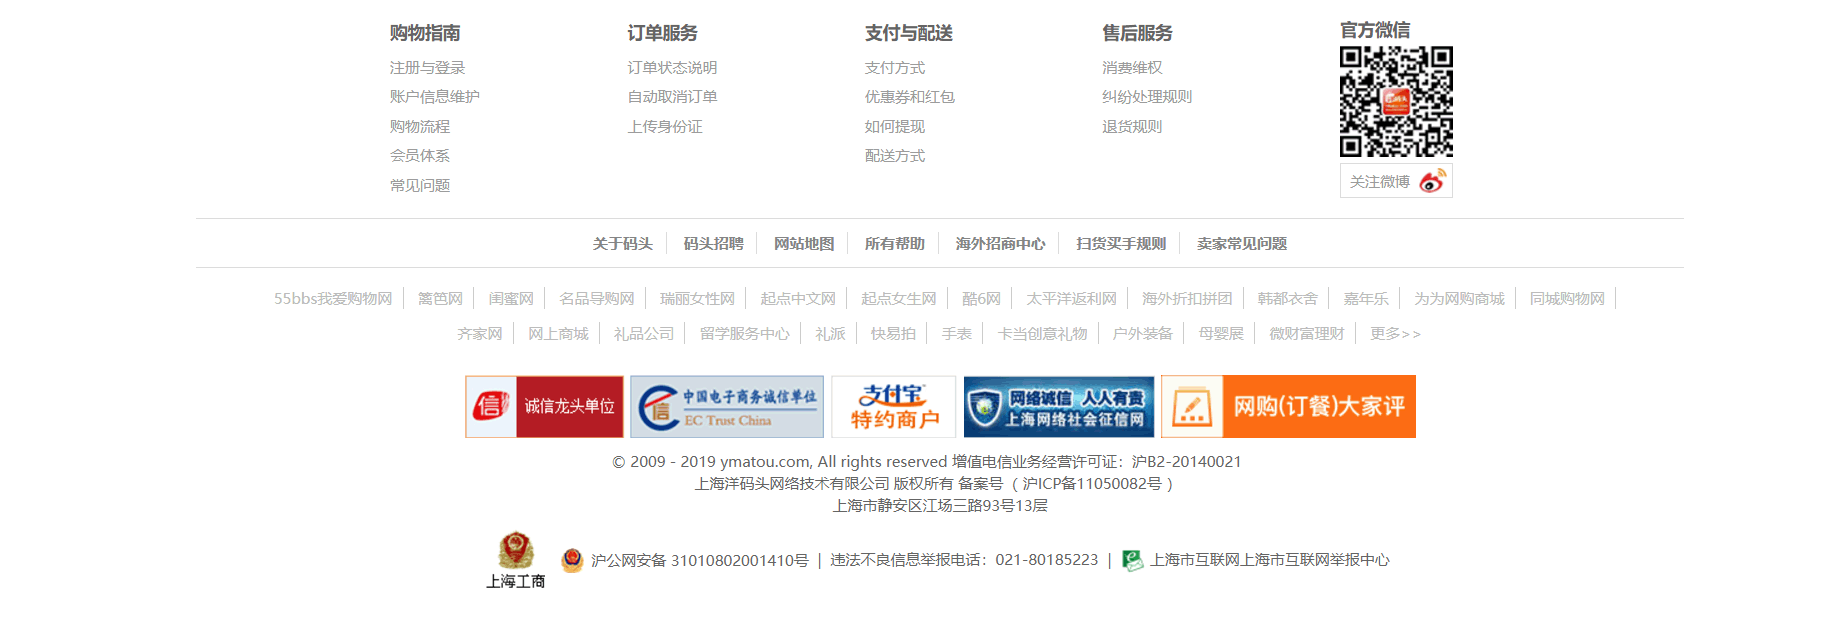 购物指南
注册与登录
账户信息维护
购物流程
会员体系
常见问题
订单服务
订单状态说明
自动取消订单
上传身份证
支付与配送
支付方式
优惠券和红包
如何提现
配送方式
售后服务
消费维权
纠纷处理规则
退货规则
官方微信
关注微博
关于码头 码头招聘 网站地图 所有帮助 海外招商中心 扫货买手规则 卖家常见问题
55bbs我爱购物网 篱笆网 闺蜜网 名品导购网 瑞丽女性网 起点中文网 起点女生网 酷6网 太平洋返利网 海外折扣拼团 韩都衣舍 嘉年乐 为为网购商城 同城购物网
齐家网 网上商城 礼品公司 留学服务中心 礼派 快易拍 手表 卡当创意礼物 户外装备 母婴展 微财富理财 更多>>
信 诚信龙头单位
信 中国电子商务诚信单位
EC Trust China
支付宝
特约商户
网络诚信 人人有责
上海网络社会征信网
网购(订餐)大家评
© 2009 - 2019 ymatou.com, All rights reserved 增值电信业务经营许可证：沪B2-20140021
上海洋码头网络技术有限公司 版权所有 备案号（沪ICP备11050082号）
上海市静安区江场三路93号13层
上海工商
沪公网安备 31010802001410号 | 违法不良信息举报电话：021-80185223 | 上海市互联网上海市互联网举报中心